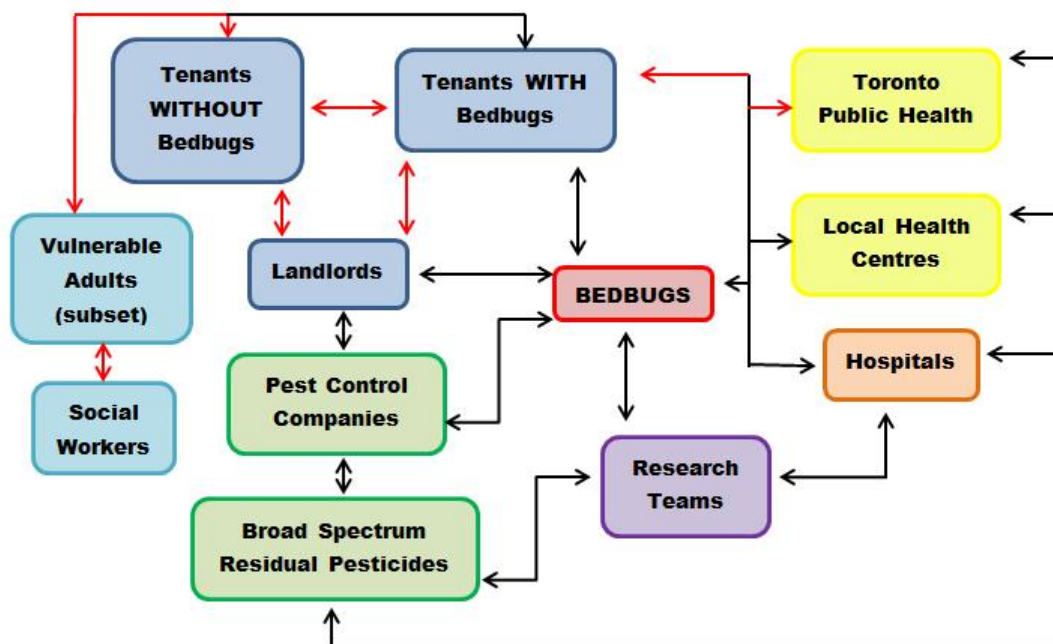 Tenants
WITHOUT
Bedbugs
Tenants WITH
Bedbugs
Toronto
Public Health
Vulnerable
Adults
(subset)
Landlords
BEDBUGS
Local Health
Centres
Hospitals
Pest Control
Companies
Social
Workers
Research
Teams
Broad Spectrum
Residual Pesticides